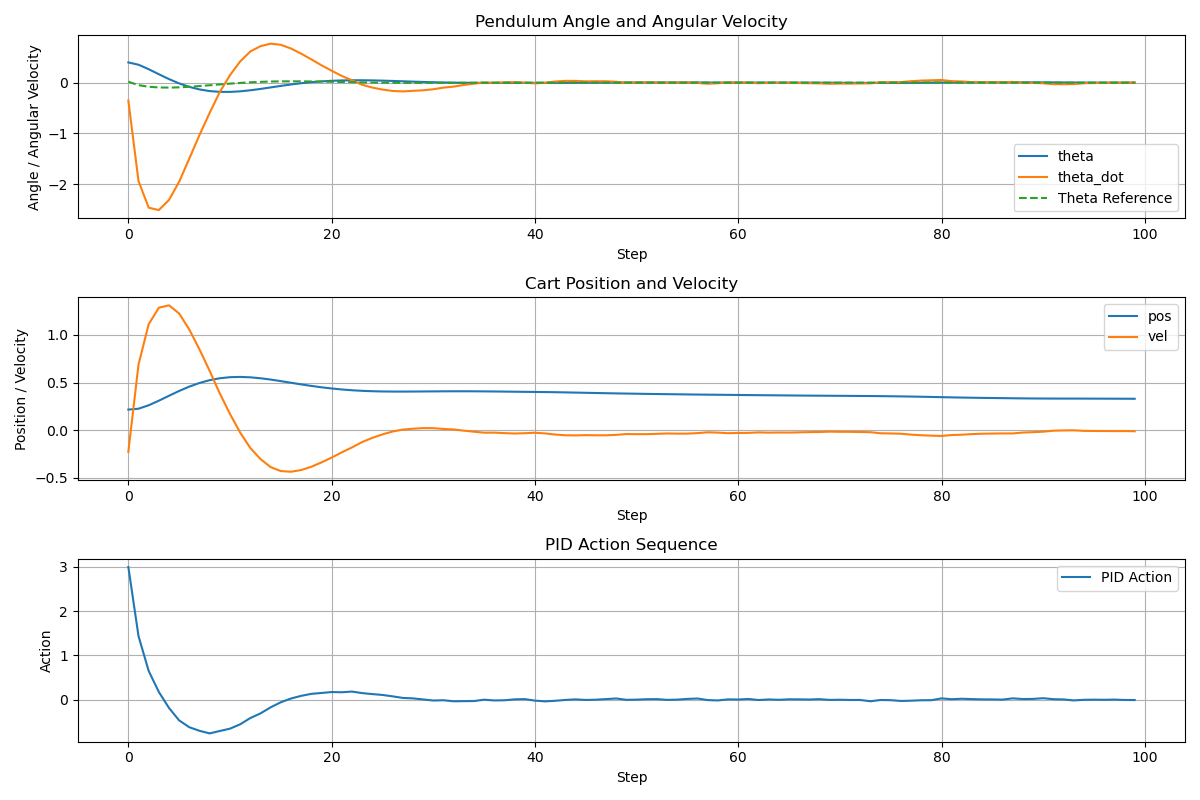 Pendulum Angle and Angular Velocity
Angle / Angular Velocity
0
−1
−2
theta
theta_dot
Theta Reference
0 20 40 60 80 100
Step
Cart Position and Velocity
Position / Velocity
1.0
0.5
0.0
−0.5
pos
vel
0 20 40 60 80 100
Step
PID Action Sequence
Action
3
2
1
0
PID Action
0 20 40 60 80 100
Step